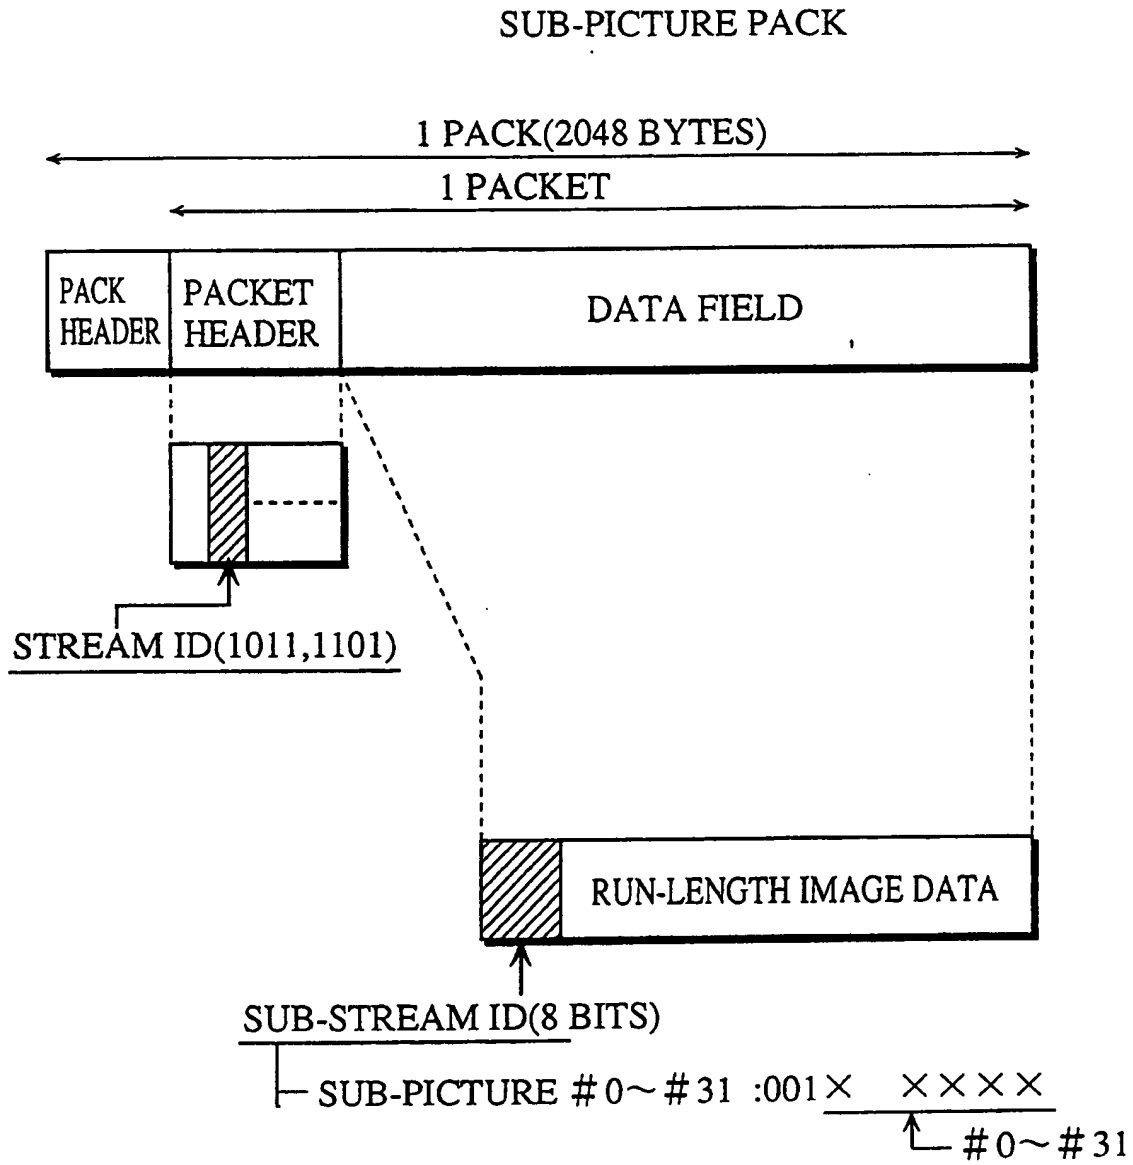 SUB-PICTURE PACK
1 PACK(2048 BYTES)
1 PACKET
PACK
HEADER
PACKET
HEADER
DATA FIELD
STREAM ID(1011,1101)
RUN-LENGTH IMAGE DATA
SUB-STREAM ID(8 BITS)
SUB-PICTURE #0~#31 :001× ××××
#0~#31